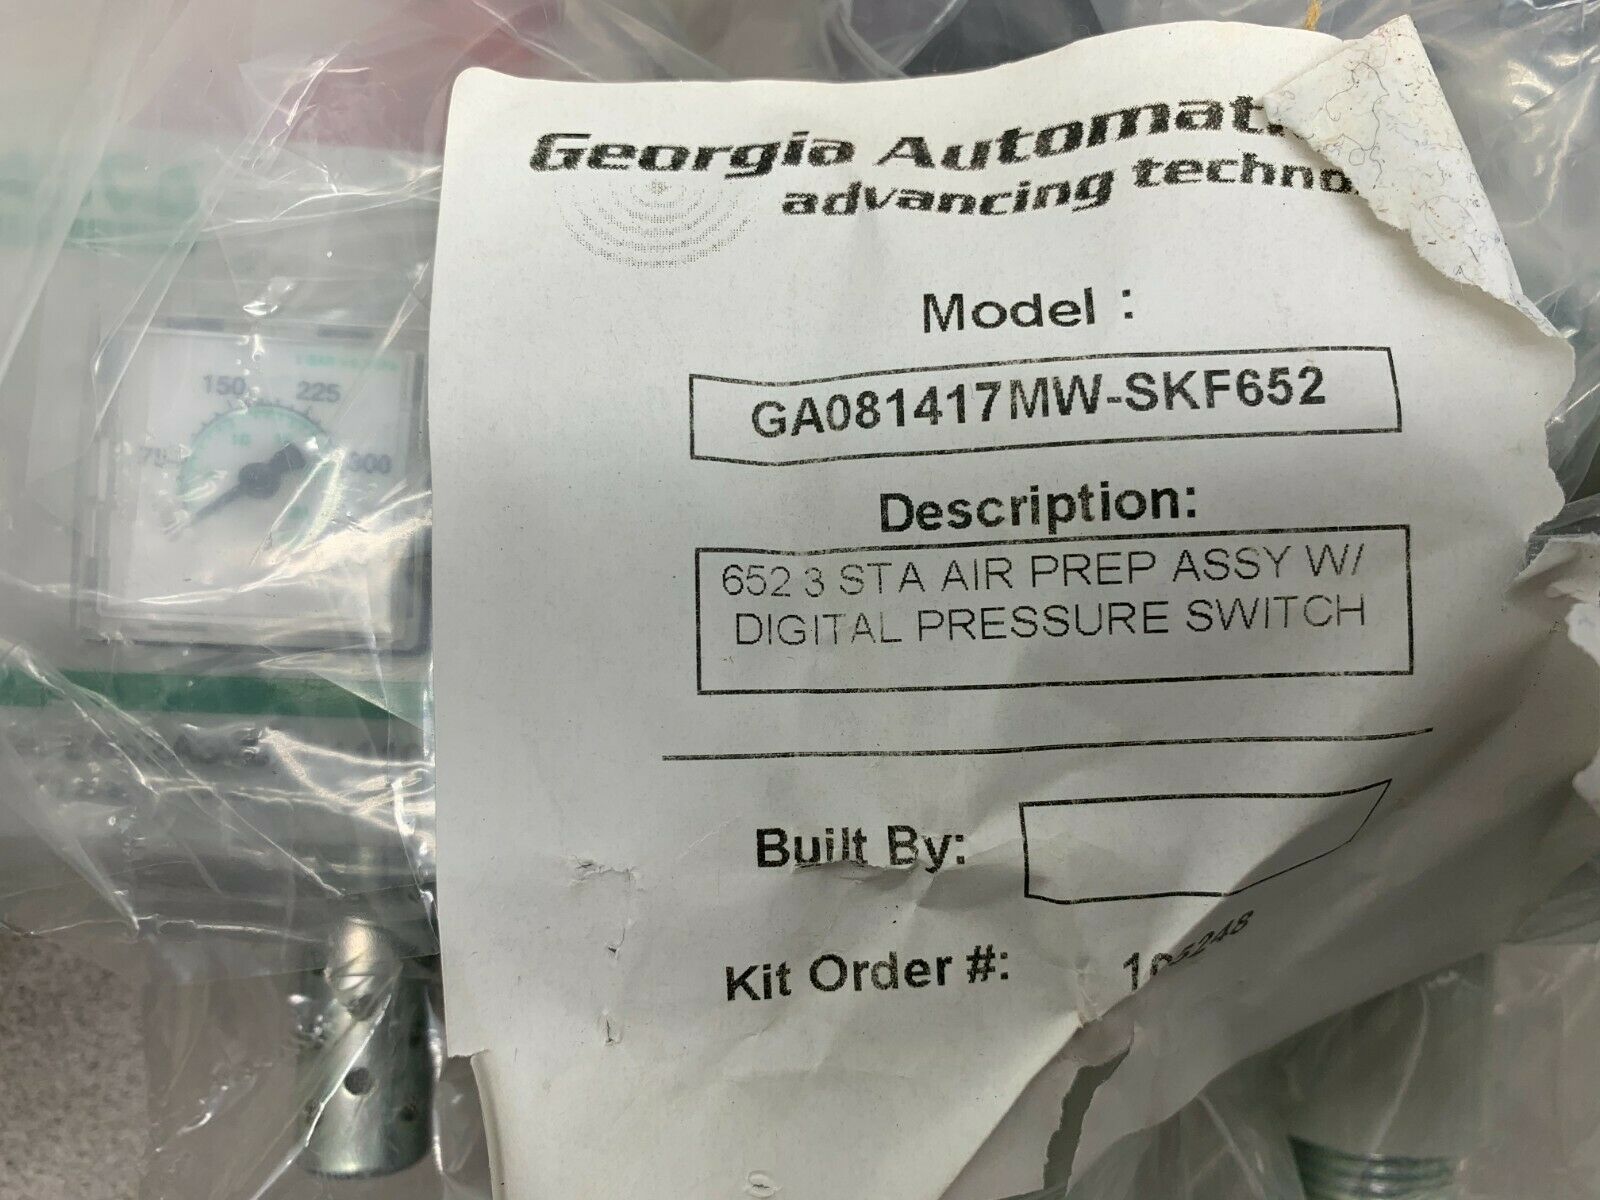 Georgia Automat
advancing techno
Model :
GA081417MW-SKF652
Description:
652 3 STA AIR PREP ASSY W/
DIGITAL PRESSURE SWITCH
Built By:
Kit Order #:
150
225
300